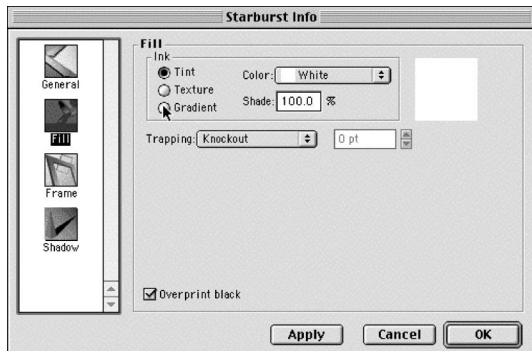 Starburst Info
General
Fill
Frame
Shadow
Fill
Ink
Tint
Texture
Gradient
Color: White
Shade: 100.0 %
Trapping: Knockout 0 pt
Overprint black
Apply Cancel OK